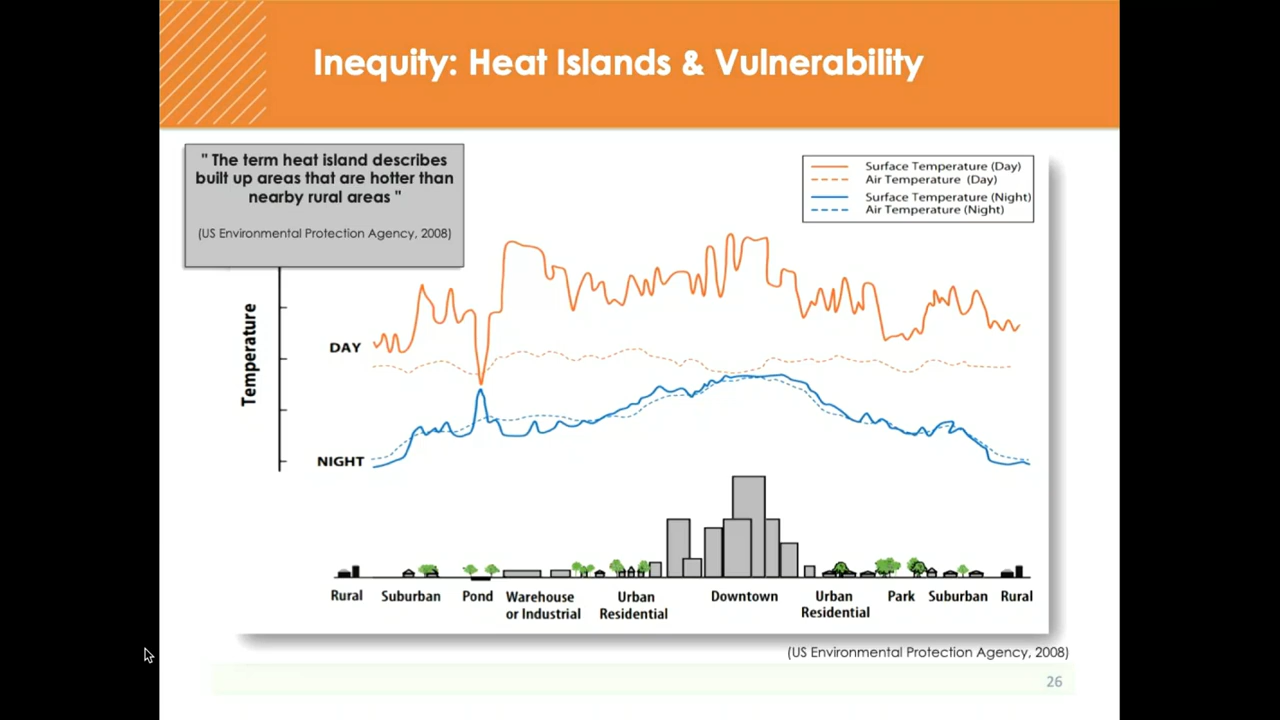 Inequity: Heat Islands & Vulnerability
" The term heat island describes
built up areas that are hotter than
nearby rural areas "
(US Environmental Protection Agency, 2008)
Surface Temperature (Day)
Air Temperature (Day)
Surface Temperature (Night)
Air Temperature (Night)
Temperature
DAY
NIGHT
Rural Suburban Pond Warehouse or Industrial Urban Residential Downtown Urban Residential Park Suburban Rural
(US Environmental Protection Agency, 2008)
26